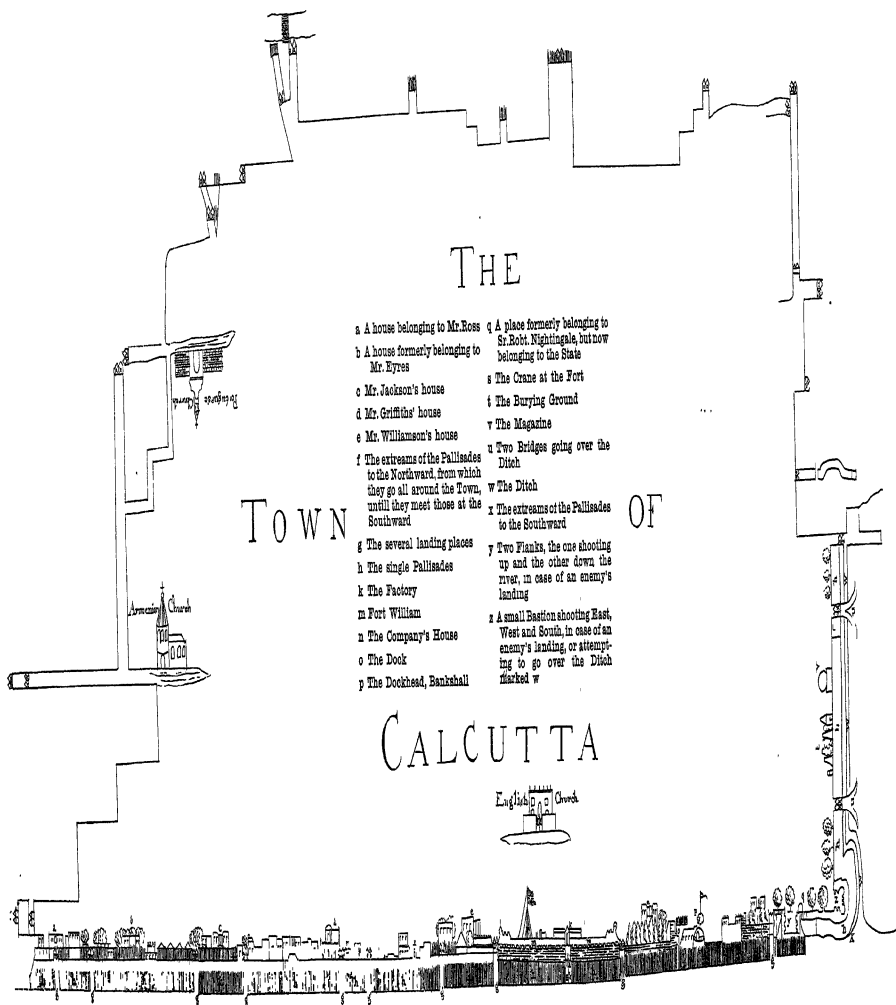 THE
a A house belonging to Mr. Ross
b A house formerly belonging to
Mr. Eyres
c Mr. Jackson's house
d Mr. Griffiths' house
e Mr. Williamson's house
f The extreams of the Pallisades
to the Northward, from which
they go all around the Town,
untill they meet those at the
Southward
g The several landing places
h The single Pallisades
k The Factory
m Fort William
n The Company's House
o The Dock
p The Dockhead, Bankshall
q A place formerly belonging to
Sr. Robt. Nightingale, but now
belonging to the State
s The Crane at the Fort
t The Burying Ground
v The Magazine
u Two Bridges going over the
Ditch
w The Ditch
x The extreams of the Pallisades
to the Southward
y Two Flanks, the one shooting
up and the other down the
river, in case of an enemy's
landing
z A small Bastion shooting East,
West and South, in case of an
enemy's landing, or attempt-
ing to go over the Ditch
marked w
Portuguese Church
TOWN OF
Armenian Church
CALCUTTA
English Church